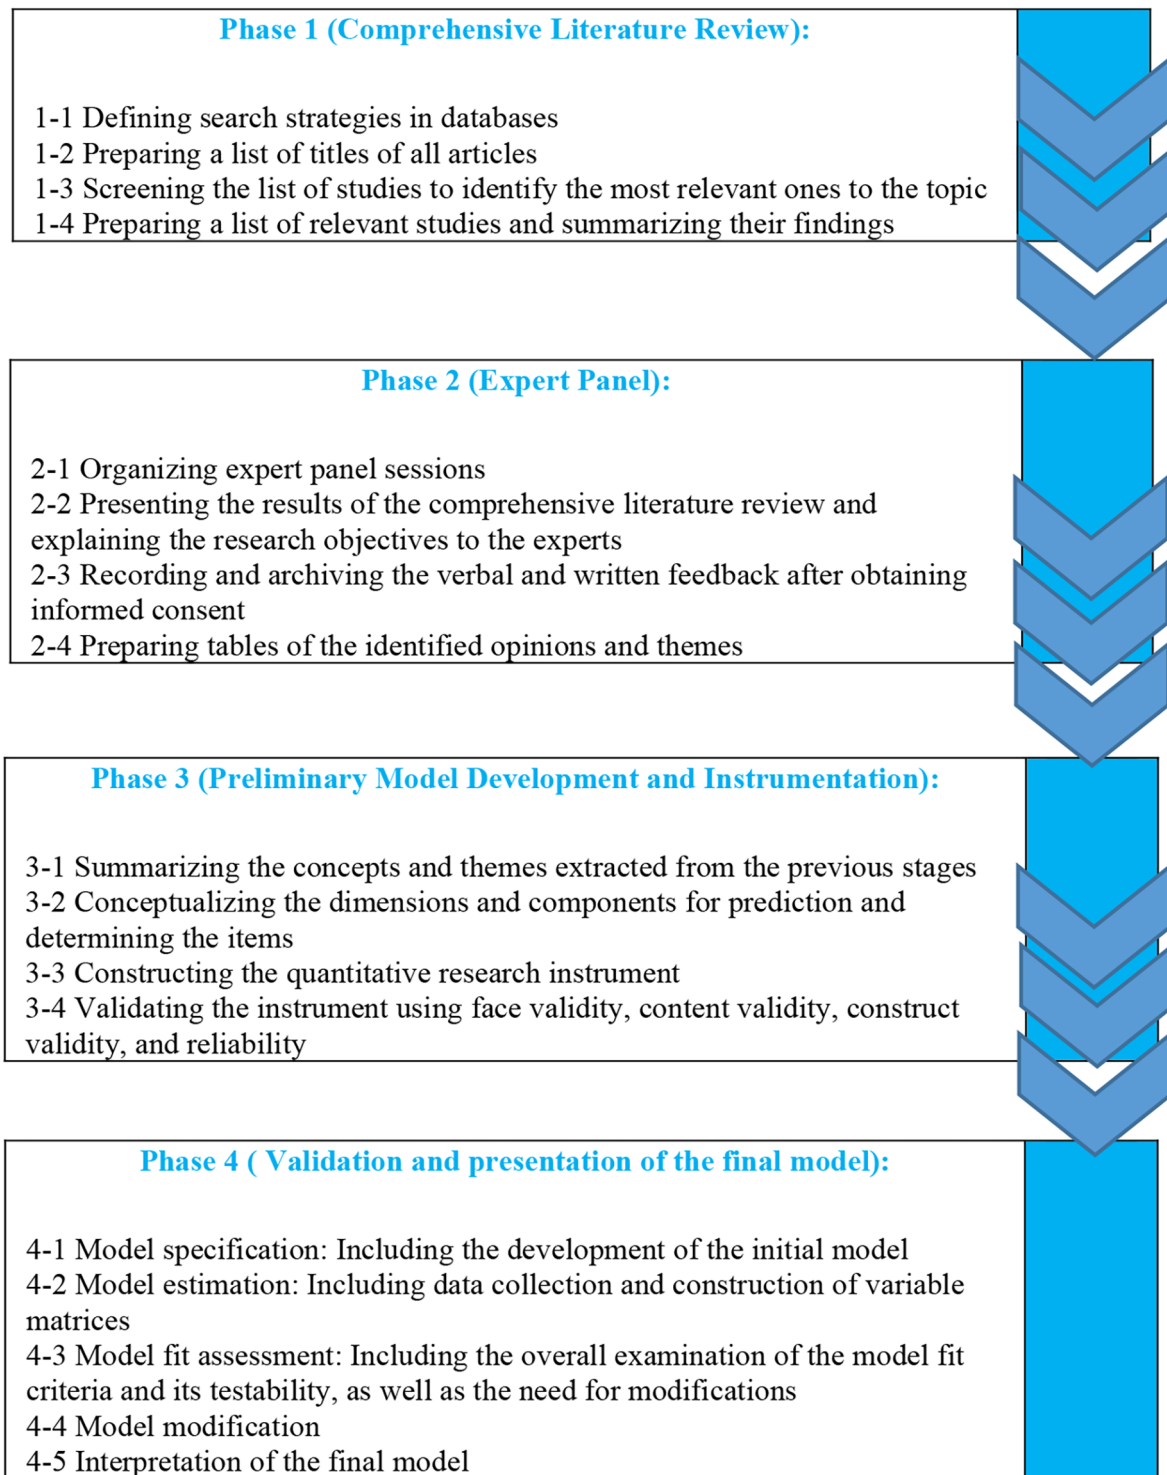 Phase 1 (Comprehensive Literature Review):
1-1 Defining search strategies in databases
1-2 Preparing a list of titles of all articles
1-3 Screening the list of studies to identify the most relevant ones to the topic
1-4 Preparing a list of relevant studies and summarizing their findings
Phase 2 (Expert Panel):
2-1 Organizing expert panel sessions
2-2 Presenting the results of the comprehensive literature review and
explaining the research objectives to the experts
2-3 Recording and archiving the verbal and written feedback after obtaining
informed consent
2-4 Preparing tables of the identified opinions and themes
Phase 3 (Preliminary Model Development and Instrumentation):
3-1 Summarizing the concepts and themes extracted from the previous stages
3-2 Conceptualizing the dimensions and components for prediction and
determining the items
3-3 Constructing the quantitative research instrument
3-4 Validating the instrument using face validity, content validity, construct
validity, and reliability
Phase 4 ( Validation and presentation of the final model):
4-1 Model specification: Including the development of the initial model
4-2 Model estimation: Including data collection and construction of variable
matrices
4-3 Model fit assessment: Including the overall examination of the model fit
criteria and its testability, as well as the need for modifications
4-4 Model modification
4-5 Interpretation of the final model